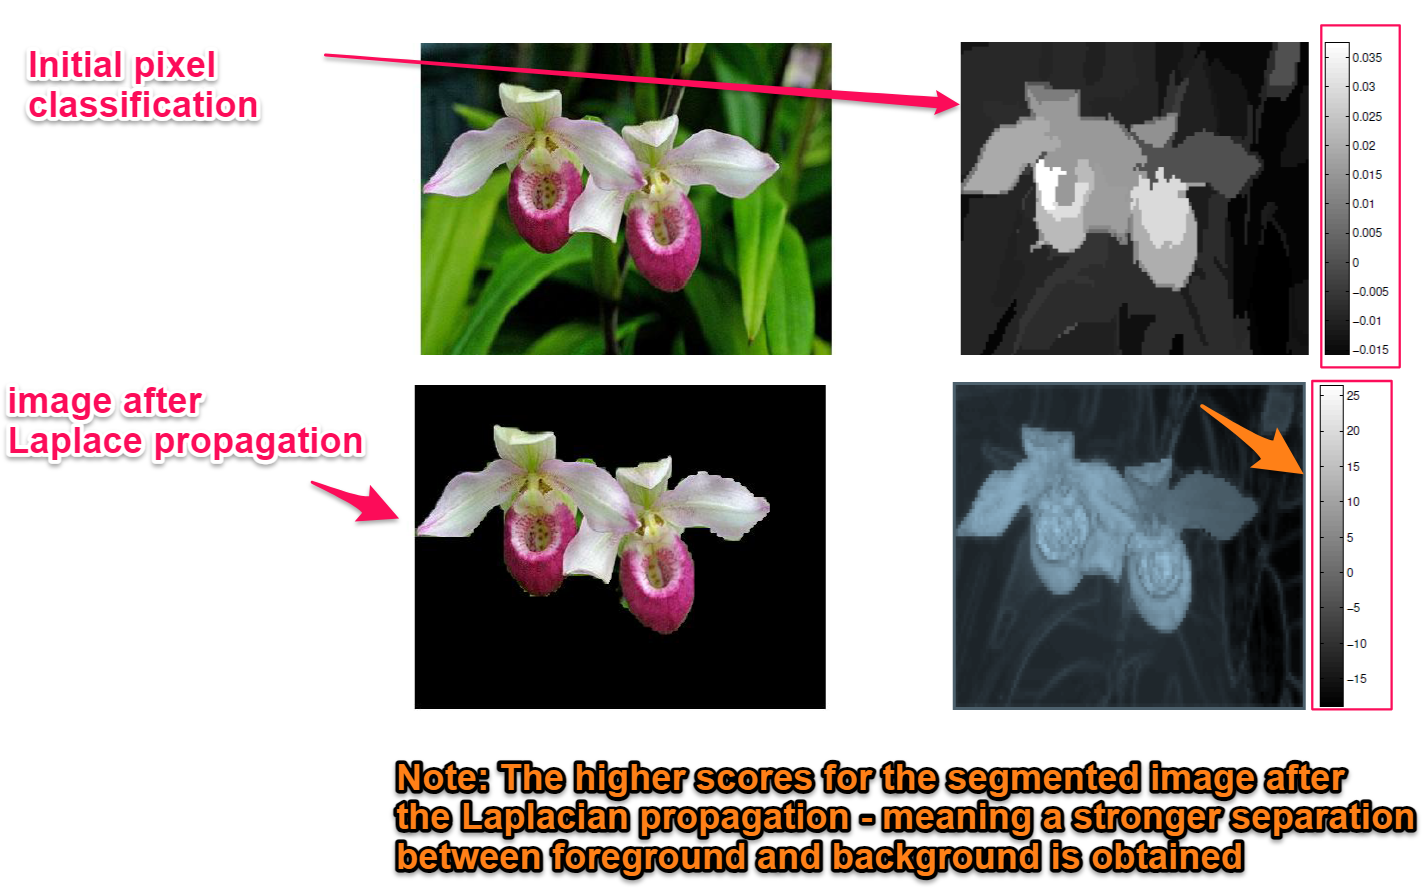 Initial pixel
classification
0.035
0.03
0.025
0.02
0.015
0.01
0.005
0
−0.005
−0.01
−0.015
image after
Laplace propagation
25
20
15
10
5
0
−5
−10
−15
Note: The higher scores for the segmented image after
the Laplacian propagation - meaning a stronger separation
between foreground and background is obtained